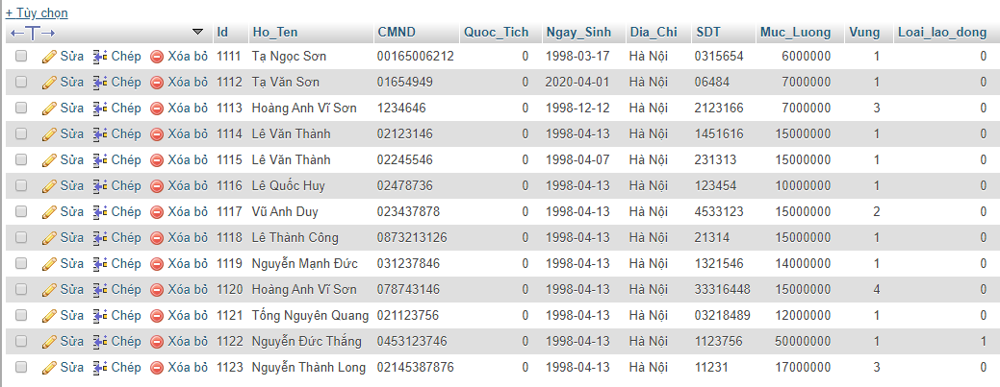 + Tùy chọn
←T→ Id Ho_Ten CMND Quoc_Tich Ngay_Sinh Dia_Chi SDT Muc_Luong Vung Loai_lao_dong
Sửa Chép Xóa bỏ 1111 Tạ Ngọc Sơn 00165006212 0 1998-03-17 Hà Nội 0315654 6000000 1 0
Sửa Chép Xóa bỏ 1112 Tạ Văn Sơn 01654949 0 2020-04-01 Hà Nội 06484 7000000 1 0
Sửa Chép Xóa bỏ 1113 Hoàng Anh Vĩ Sơn 1234646 0 1998-12-12 Hà Nội 2123166 7000000 3 0
Sửa Chép Xóa bỏ 1114 Lê Văn Thành 02123146 0 1998-04-13 Hà Nội 1451616 15000000 1 0
Sửa Chép Xóa bỏ 1115 Lê Văn Thành 02245546 0 1998-04-07 Hà Nội 231313 15000000 1 0
Sửa Chép Xóa bỏ 1116 Lê Quốc Huy 02478736 0 1998-04-13 Hà Nội 123454 10000000 1 0
Sửa Chép Xóa bỏ 1117 Vũ Anh Duy 023437878 0 1998-04-13 Hà Nội 4533123 15000000 2 0
Sửa Chép Xóa bỏ 1118 Lê Thành Công 0873213126 0 1998-04-13 Hà Nội 21314 15000000 1 0
Sửa Chép Xóa bỏ 1119 Nguyễn Mạnh Đức 031237846 0 1998-04-13 Hà Nội 1321546 14000000 1 0
Sửa Chép Xóa bỏ 1120 Hoàng Anh Vĩ Sơn 078743146 0 1998-04-13 Hà Nội 33316448 15000000 4 0
Sửa Chép Xóa bỏ 1121 Tống Nguyên Quang 021123756 0 1998-04-13 Hà Nội 03218489 12000000 1 0
Sửa Chép Xóa bỏ 1122 Nguyễn Đức Thắng 0453123746 0 1998-04-13 Hà Nội 1123756 50000000 1 1
Sửa Chép Xóa bỏ 1123 Nguyễn Thành Long 02145387876 0 1998-04-13 Hà Nội 11231 17000000 3 0